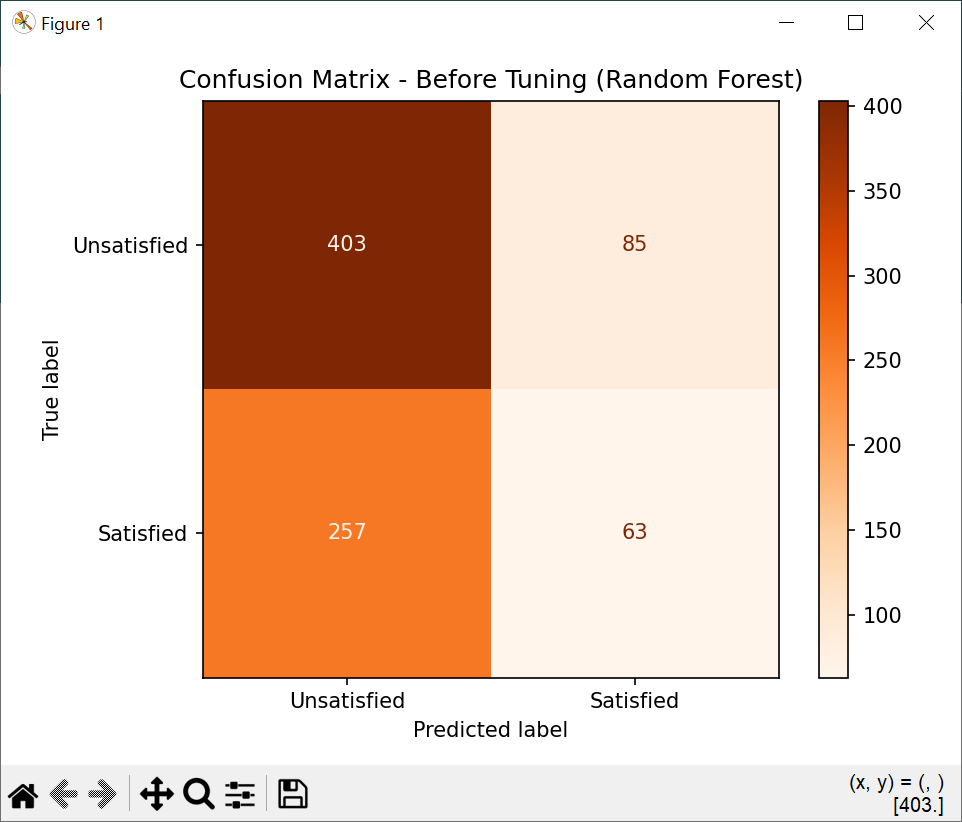 Figure 1
Confusion Matrix - Before Tuning (Random Forest)
400
350
300
250
200
150
100
Unsatisfied
403
85
True label
Satisfied
257
63
Unsatisfied
Satisfied
Predicted label
(x, y) = (, )
[403.]